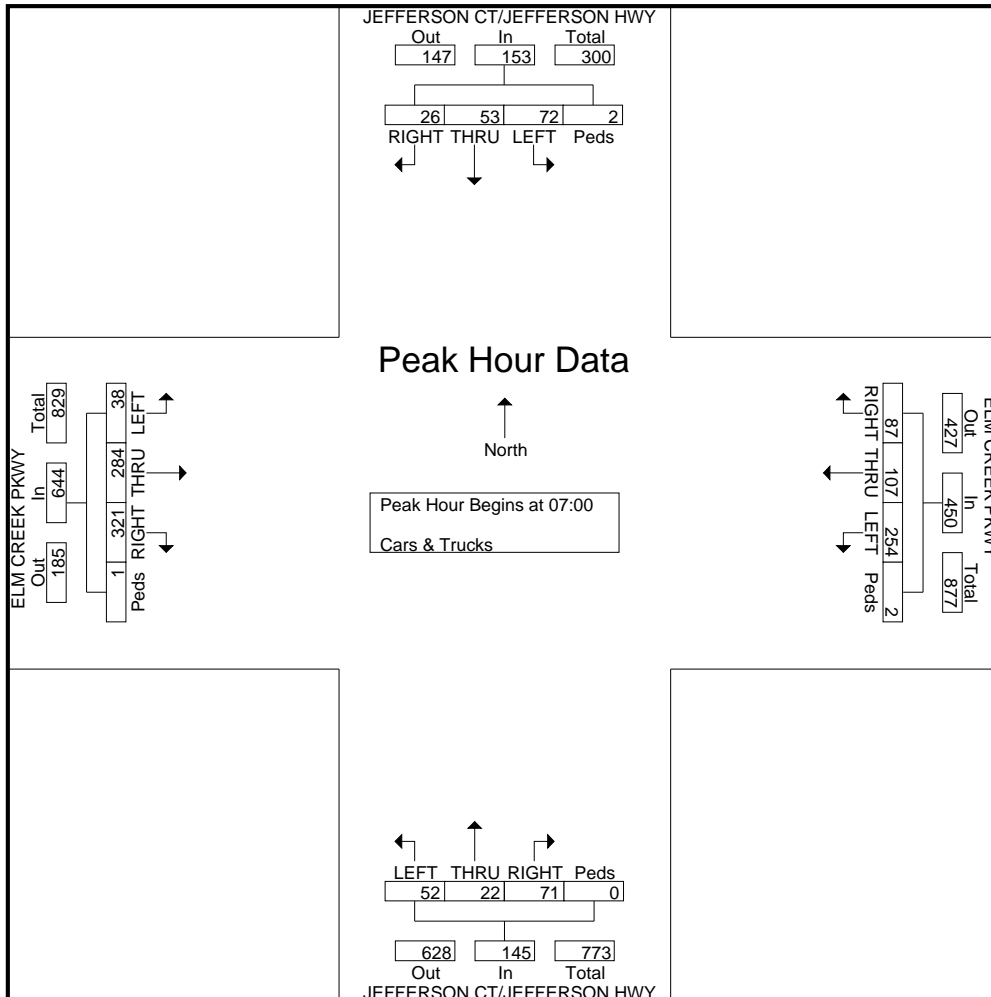 JEFFERSON CT/JEFFERSON HWY
Out In Total
147 153 300
26 53 72 2
RIGHT THRU LEFT Peds
Peak Hour Data
North
Peak Hour Begins at 07:00
Cars & Trucks
ELM CREEK PKWY
Total In Out
829 644 185
38 284 321 1
LEFT THRU RIGHT Peds
ELM CREEK PKWY
Out In Total
427 450 877
87 107 254 2
RIGHT THRU LEFT Peds
LEFT THRU RIGHT Peds
52 22 71 0
628 145 773
Out In Total
JEFFERSON CT/JEFFERSON HWY